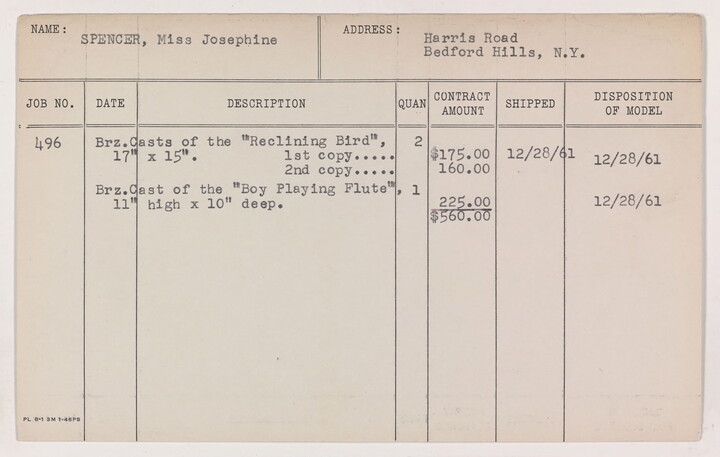 NAME: SPENCER, Miss Josephine
ADDRESS: Harris Road
Bedford Hills, N.Y.
JOB NO. DATE DESCRIPTION QUAN CONTRACT AMOUNT SHIPPED DISPOSITION OF MODEL
496 Brz.Casts of the "Reclining Bird", 2
17" x 15". 1st copy..... $175.00 12/28/61 12/28/61
2nd copy..... 160.00
Brz.Cast of the "Boy Playing Flute", 1
11" high x 10" deep. 225.00 12/28/61
$560.00